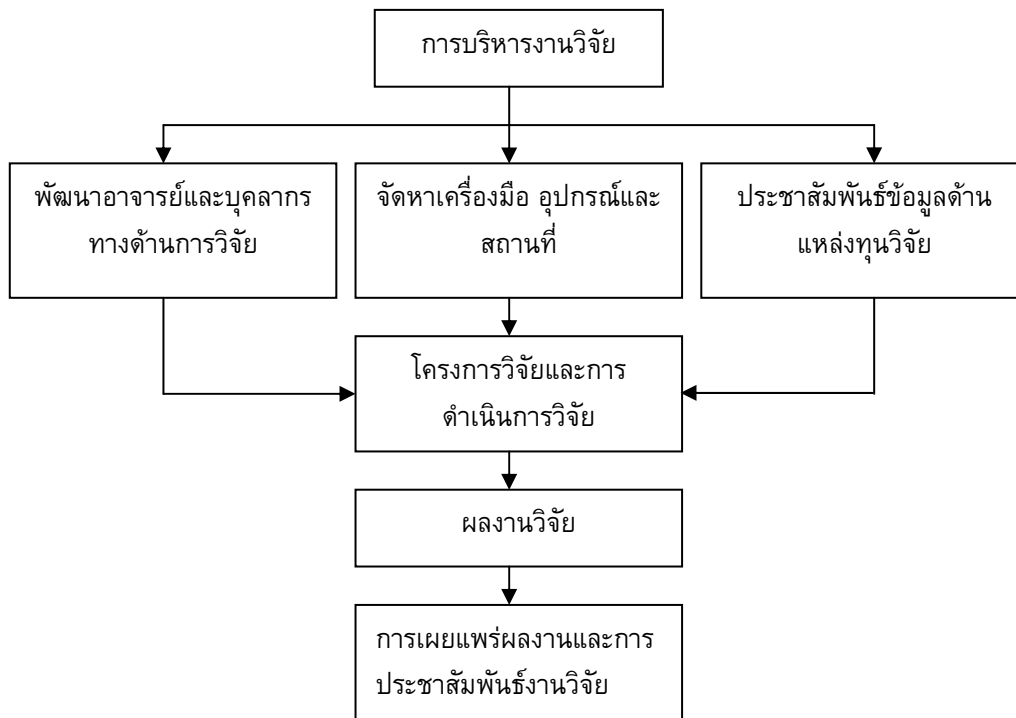 การบริหารงานวิจัย
พัฒนาอาจารย์และบุคลากร
ทางด้านการวิจัย
จัดหาเครื่องมือ อุปกรณ์และ
สถานที่
ประชาสัมพันธ์ข้อมูลด้าน
แหล่งทุนวิจัย
โครงการวิจัยและการ
ดำเนินการวิจัย
ผลงานวิจัย
การเผยแพร่ผลงานและการ
ประชาสัมพันธ์งานวิจัย